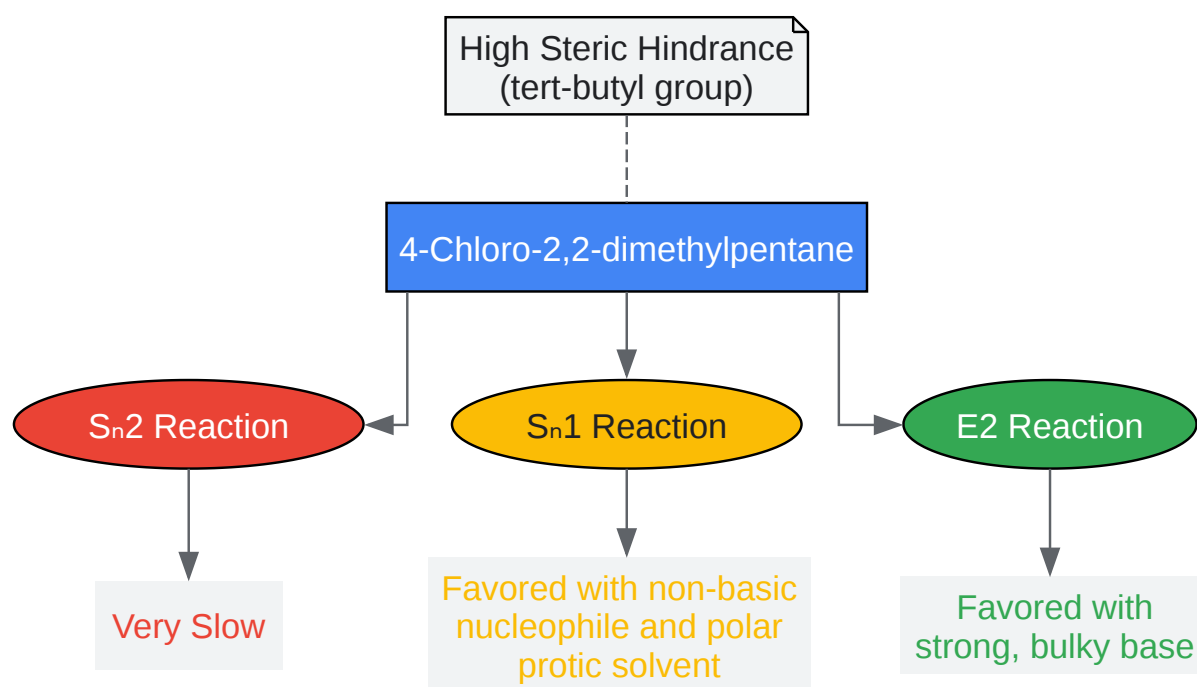 High Steric Hindrance
(tert-butyl group)
4-Chloro-2,2-dimethylpentane
Sₙ2 Reaction
Sₙ1 Reaction
E2 Reaction
Very Slow
Favored with non-basic
nucleophile and polar
protic solvent
Favored with
strong, bulky base